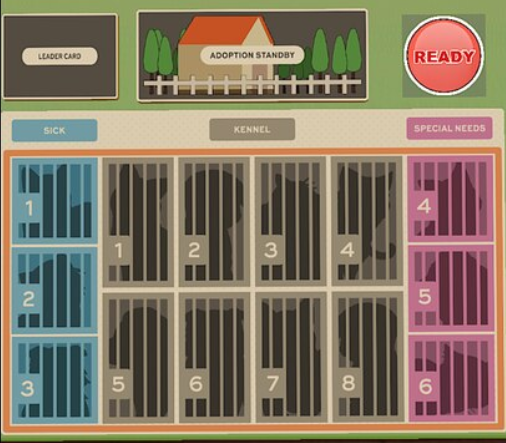 LEADER CARD
ADOPTION STANDBY
READY
SICK
KENNEL
SPECIAL NEEDS
1
2
3
1
2
3
4
5
6
7
8
4
5
6